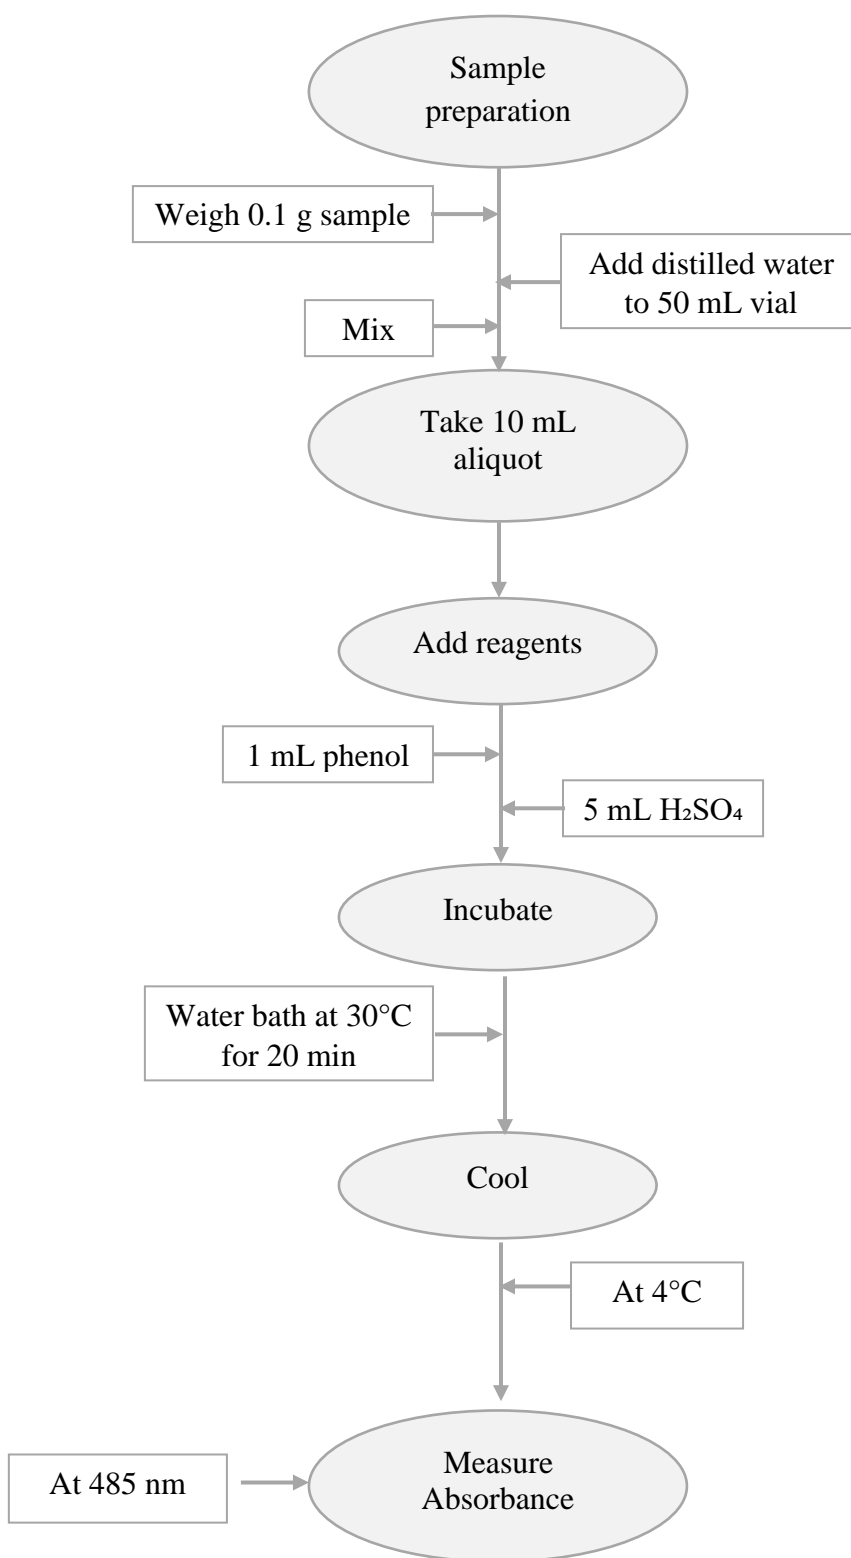 Sample
preparation
Weigh 0.1 g sample
Add distilled water
to 50 mL vial
Mix
Take 10 mL
aliquot
Add reagents
1 mL phenol
5 mL H₂SO₄
Incubate
Water bath at 30°C
for 20 min
Cool
At 4°C
Measure
Absorbance
At 485 nm